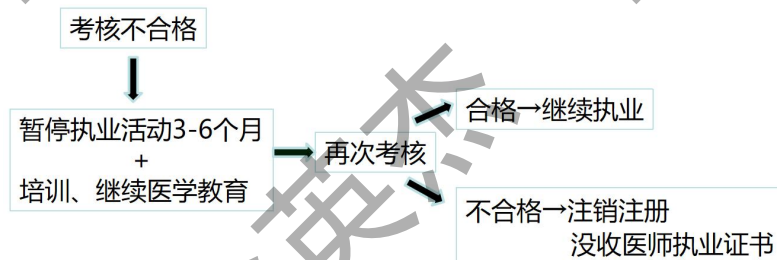 考核不合格
暂停执业活动3-6个月
+
培训、继续医学教育
再次考核
合格→继续执业
不合格→注销注册
没收医师执业证书
英杰